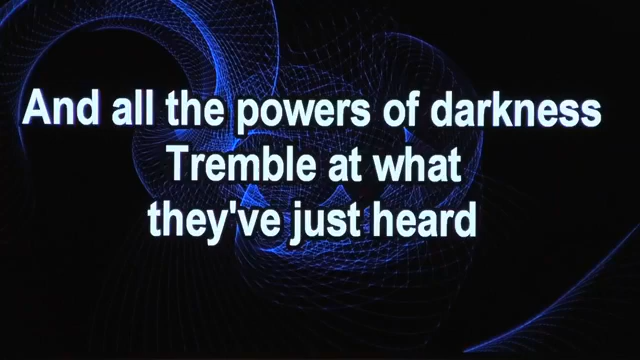 And all the powers of darkness
Tremble at what
they've just heard